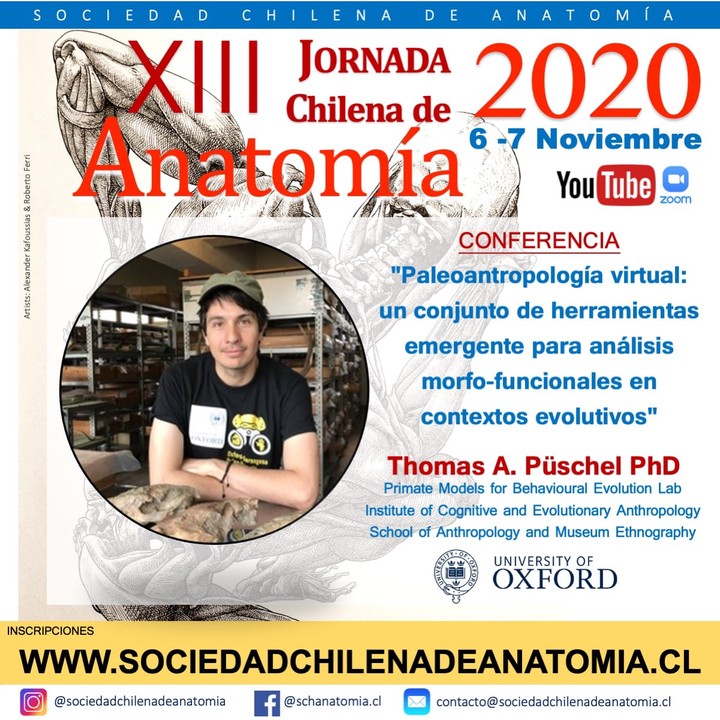 SOCIEDAD CHILENA DE ANATOMÍA
XIII JORNADA
Chilena de
Anatomía
2020
6 -7 Noviembre
YouTube
zoom
Artists: Alexander Kafoussias & Roberto Ferri
CONFERENCIA
"Paleoantropología virtual:
un conjunto de herramientas
emergente para análisis
morfo-funcionales en
contextos evolutivos"
OXFORD
Thomas A. Püschel PhD
Primate Models for Behavioural Evolution Lab
Institute of Cognitive and Evolutionary Anthropology
School of Anthropology and Museum Ethnography
UNIVERSITY OF
OXFORD
INSCRIPCIONES
WWW.SOCIEDADCHILENADEANATOMIA.CL
@sociedadchilenadeanatomia
@schanatomia.cl
contacto@sociedadchilenadeanatomia.cl